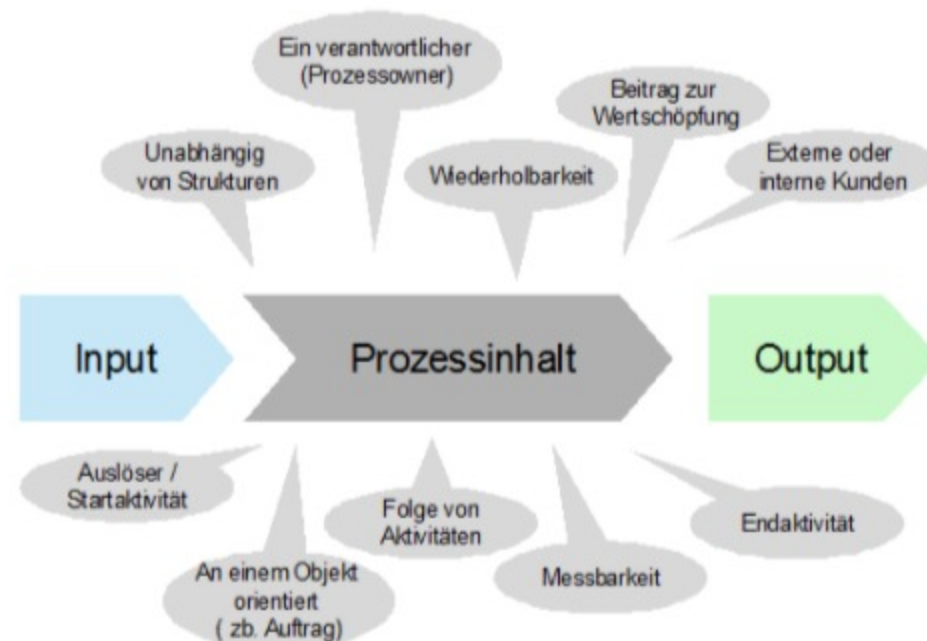 Ein verantwortlicher
(Prozessowner)
Beitrag zur
Wertschöpfung
Unabhängig
von Strukturen
Wiederholbarkeit
Externe oder
interne Kunden
Input
Prozessinhalt
Output
Auslöser /
Startaktivität
Folge von
Aktivitäten
Endaktivität
An einem Objekt
orientiert
( zb. Auftrag)
Messbarkeit